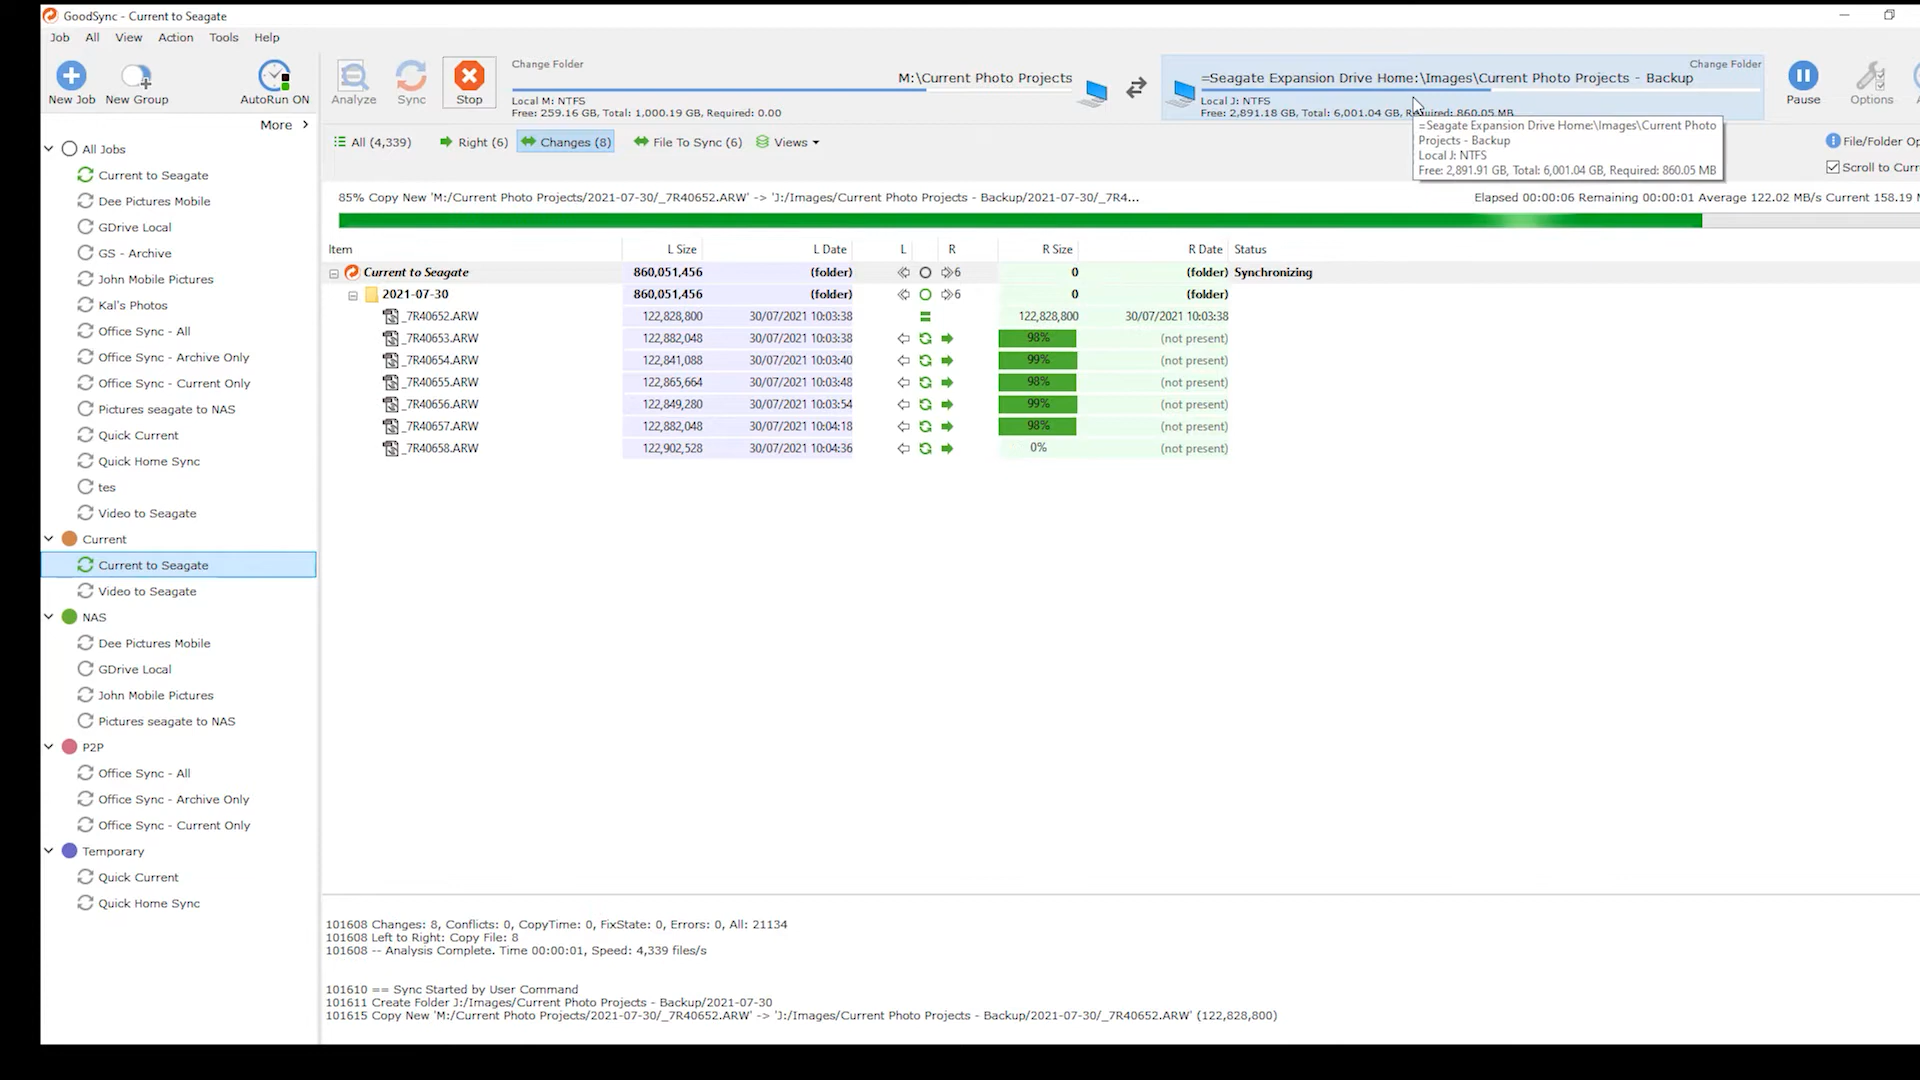 GoodSync - Current to Seagate
Job All View Action Tools Help
New Job New Group AutoRun ON
More
Analyze Sync Stop
Change Folder
M:\Current Photo Projects
Local M: NTFS
Free: 259.16 GB, Total: 1,000.19 GB, Required: 0.00
Change Folder
=Seagate Expansion Drive Home:\Images\Current Photo Projects - Backup
Local J: NTFS
Free: 2,891.18 GB, Total: 6,001.04 GB, Required: 860.05 MB
=Seagate Expansion Drive Home:\Images\Current Photo
Projects - Backup
Local J: NTFS
Free: 2,891.91 GB, Total: 6,001.04 GB, Required: 860.05 MB
Pause Options
All (4,339) Right (6) Changes (8) File To Sync (6) Views
File/Folder Op
Scroll to Curr
85% Copy New 'M:/Current Photo Projects/2021-07-30/_7R40652.ARW' -> 'J:/Images/Current Photo Projects - Backup/2021-07-30/_7R4...
Elapsed 00:00:06 Remaining 00:00:01 Average 122.02 MB/s Current 158.19 M
Item L Size L Date L R R Size R Date Status
Current to Seagate 860,051,456 (folder) 6 0 (folder) Synchronizing
2021-07-30 860,051,456 (folder) 6 0 (folder)
_7R40652.ARW 122,828,800 30/07/2021 10:03:38 = 122,828,800 30/07/2021 10:03:38
_7R40653.ARW 122,882,048 30/07/2021 10:03:38 98% (not present)
_7R40654.ARW 122,841,088 30/07/2021 10:03:40 99% (not present)
_7R40655.ARW 122,865,664 30/07/2021 10:03:48 98% (not present)
_7R40656.ARW 122,849,280 30/07/2021 10:03:54 99% (not present)
_7R40657.ARW 122,882,048 30/07/2021 10:04:18 98% (not present)
_7R40658.ARW 122,902,528 30/07/2021 10:04:36 0% (not present)
All Jobs
Current to Seagate
Dee Pictures Mobile
GDrive Local
GS - Archive
John Mobile Pictures
Kal's Photos
Office Sync - All
Office Sync - Archive Only
Office Sync - Current Only
Pictures seagate to NAS
Quick Current
Quick Home Sync
tes
Video to Seagate
Current
Current to Seagate
Video to Seagate
NAS
Dee Pictures Mobile
GDrive Local
John Mobile Pictures
Pictures seagate to NAS
P2P
Office Sync - All
Office Sync - Archive Only
Office Sync - Current Only
Temporary
Quick Current
Quick Home Sync
101608 Changes: 8, Conflicts: 0, CopyTime: 0, FixState: 0, Errors: 0, All: 21134
101608 Left to Right: Copy File: 8
101608 -- Analysis Complete. Time 00:00:01, Speed: 4,339 files/s
101610 == Sync Started by User Command
101611 Create Folder J:/Images/Current Photo Projects - Backup/2021-07-30
101615 Copy New 'M:/Current Photo Projects/2021-07-30/_7R40652.ARW' -> 'J:/Images/Current Photo Projects - Backup/2021-07-30/_7R40652.ARW' (122,828,800)